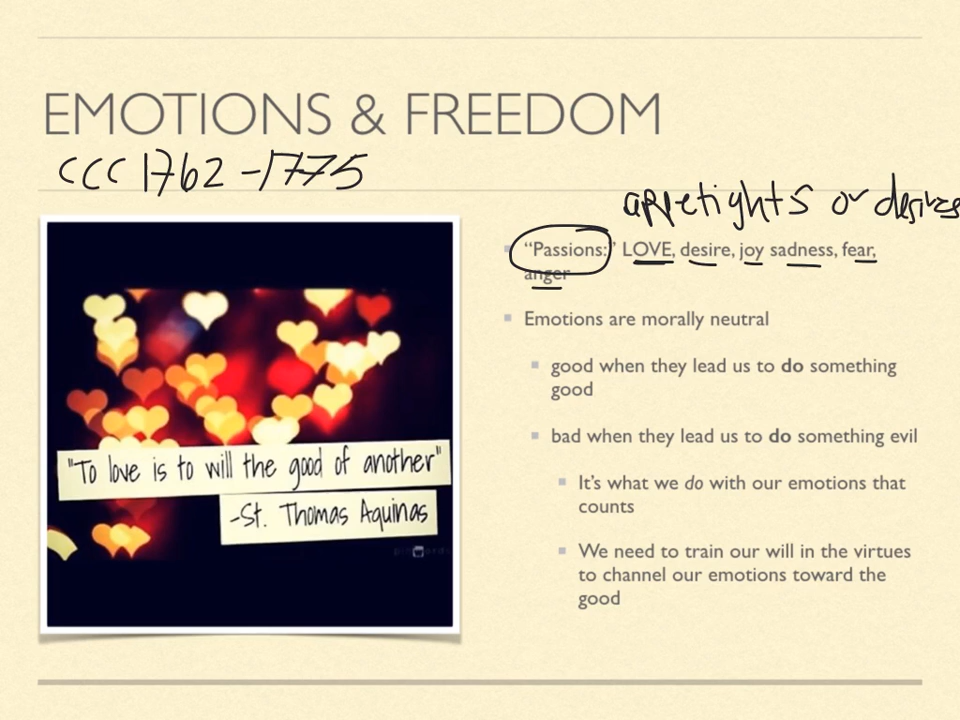 EMOTIONS & FREEDOM
CCC 1762-1775
appetights or desires
"Passions:" LOVE, desire, joy sadness, fear,
anger
Emotions are morally neutral
good when they lead us to do something
good
bad when they lead us to do something evil
It's what we do with our emotions that
counts
We need to train our will in the virtues
to channel our emotions toward the
good
"To love is to will the good of another"
-St. Thomas Aquinas